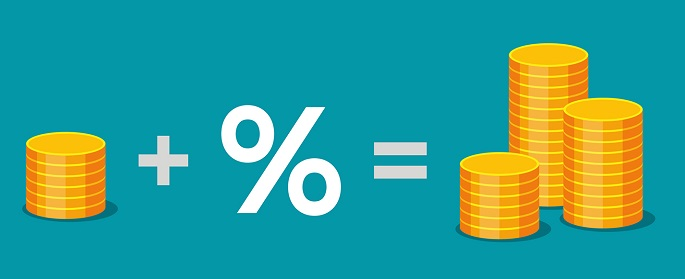 + % =